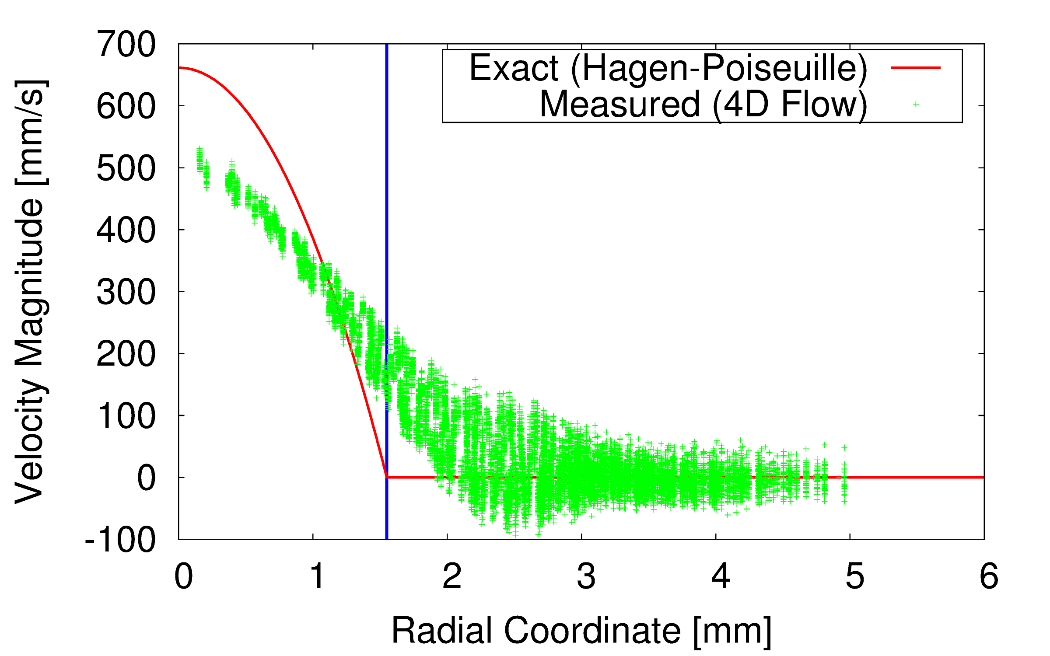 Exact (Hagen-Poiseuille)
Measured (4D Flow)
Velocity Magnitude [mm/s]
700
600
500
400
300
200
100
0
-100
0 1 2 3 4 5 6
Radial Coordinate [mm]